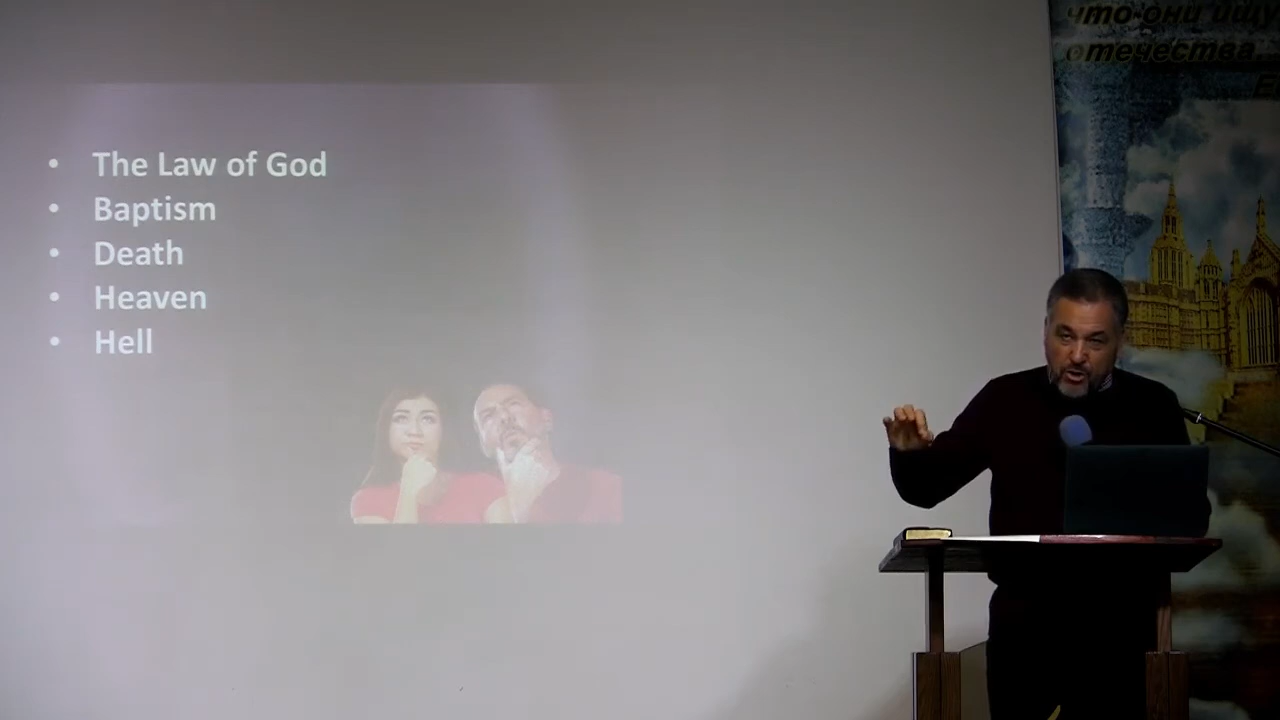 The Law of God
Baptism
Death
Heaven
Hell
что они ищу
отечества.
Е